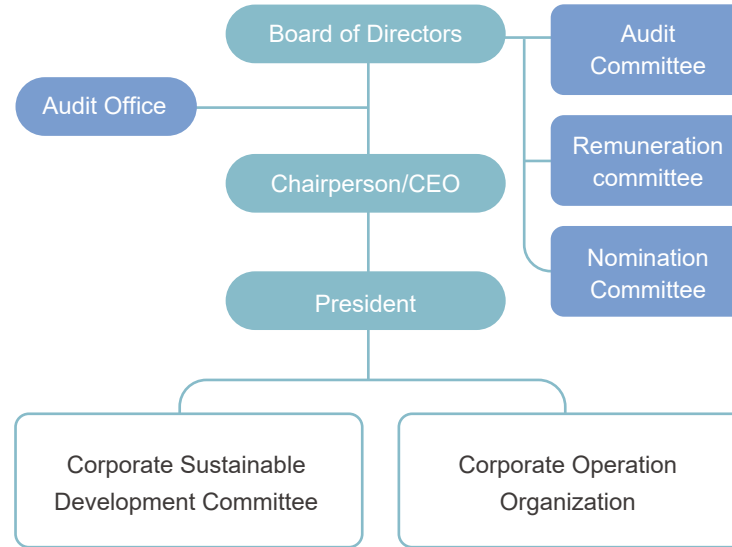 Board of Directors
Audit
Committee
Audit Office
Remuneration
committee
Chairperson/CEO
Nomination
Committee
President
Corporate Sustainable
Development Committee
Corporate Operation
Organization